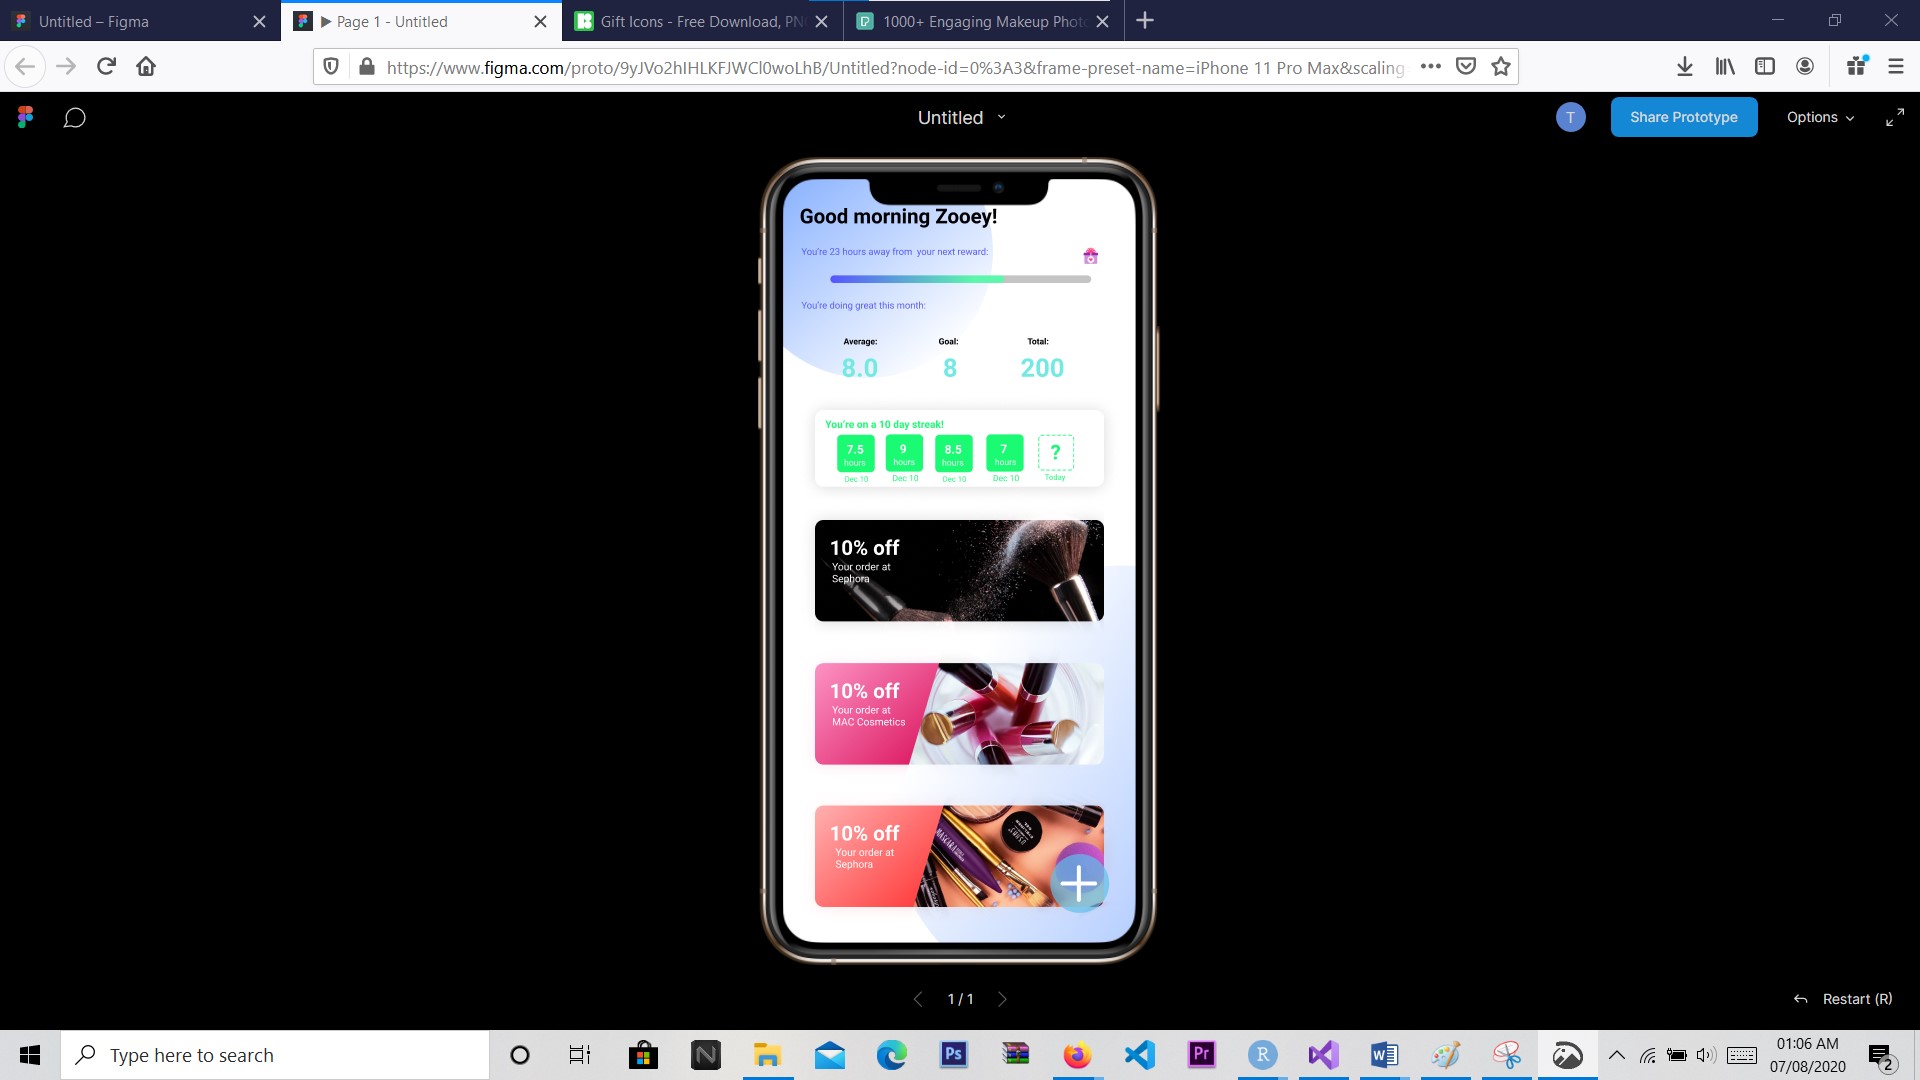 Untitled – Figma
▶ Page 1 - Untitled
Gift Icons - Free Download, PN
1000+ Engaging Makeup Phot
https://www.figma.com/proto/9yJVo2hIHLKFJWCl0woLhB/Untitled?node-id=0%3A3&frame-preset-name=iPhone 11 Pro Max&scaling
Untitled
T
Share Prototype
Options
Good morning Zooey!
You're 23 hours away from your next reward:
You're doing great this month:
Average: Goal: Total:
8.0 8 200
You're on a 10 day streak!
7.5 9 8.5 7 ?
hours hours hours hours
Dec 10 Dec 10 Dec 10 Dec 10 Today
10% off
Your order at
Sephora
10% off
Your order at
MAC Cosmetics
10% off
Your order at
Sephora
MASCARA
1 / 1
Restart (R)
Type here to search
N
Ps
Pr
R
W
01:06 AM
07/08/2020
2